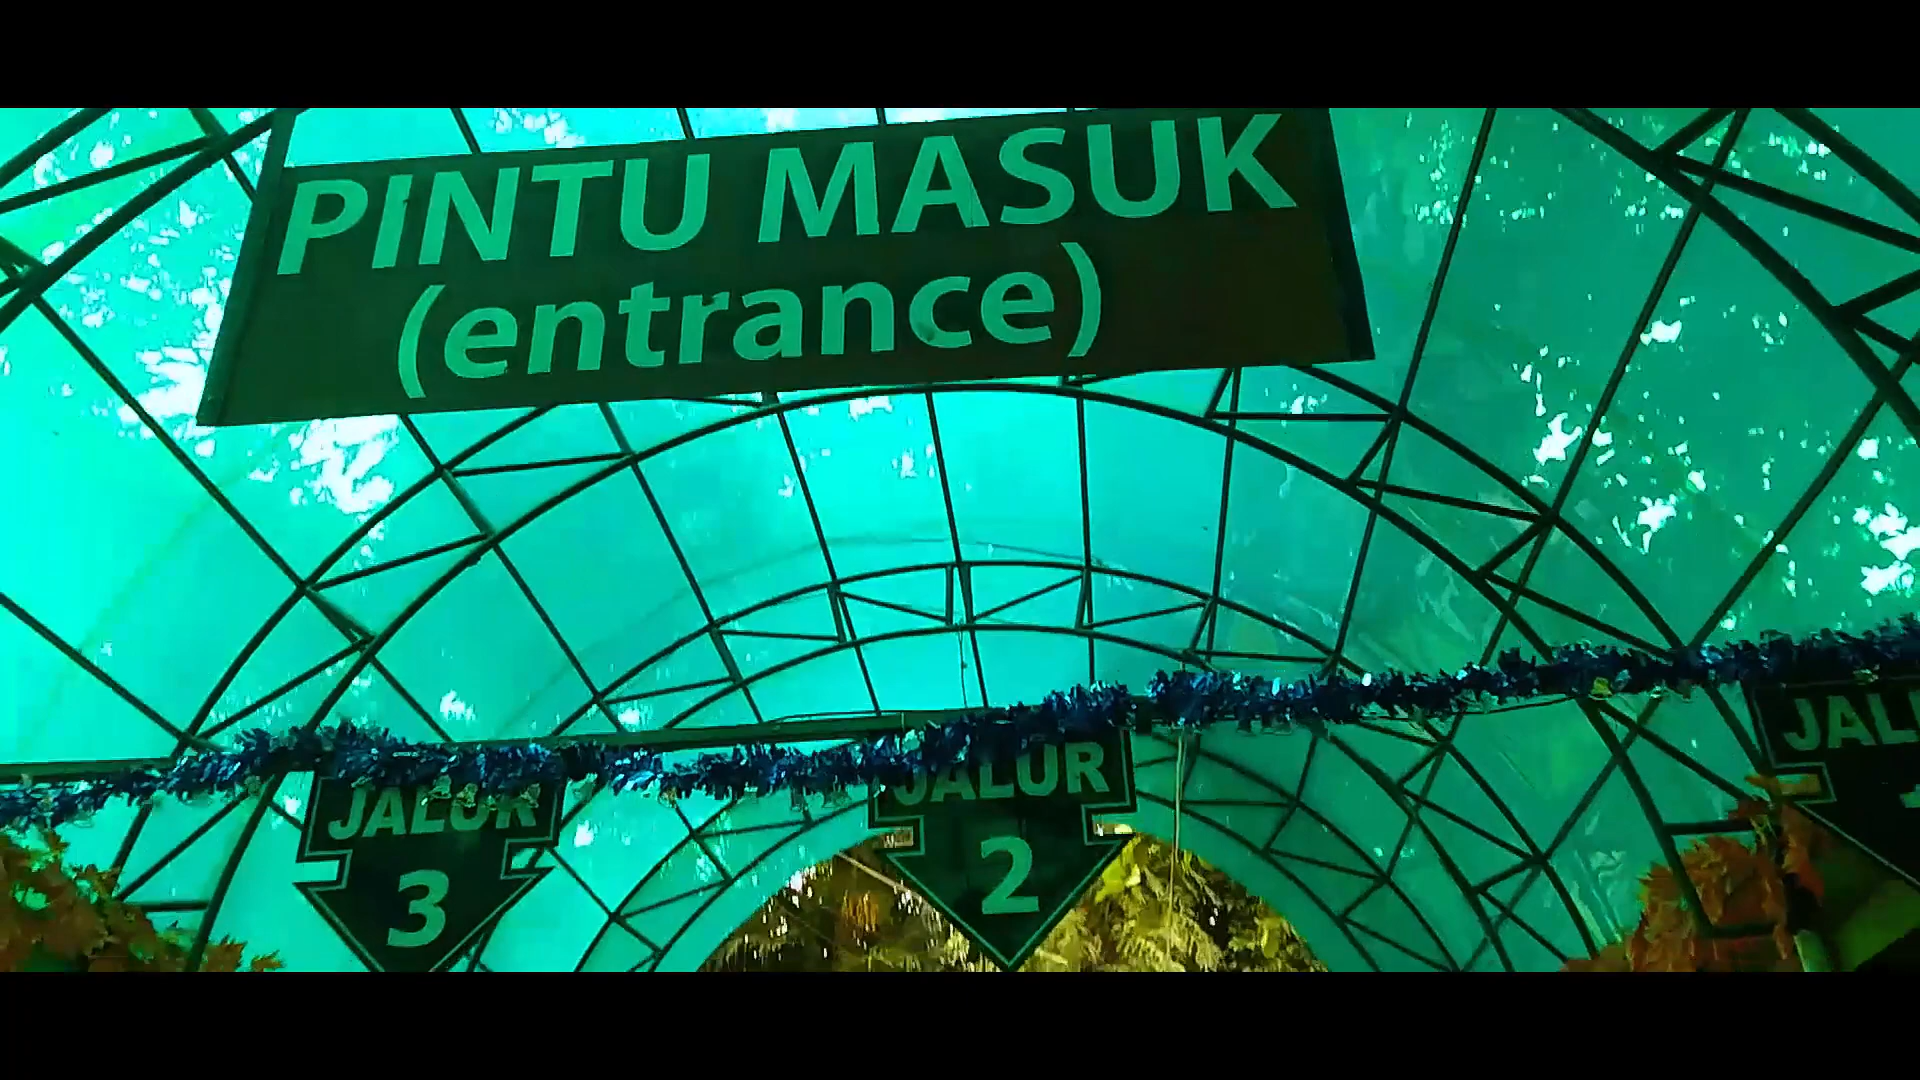 PINTU MASUK
(entrance)
JALUR
3
JALUR
2